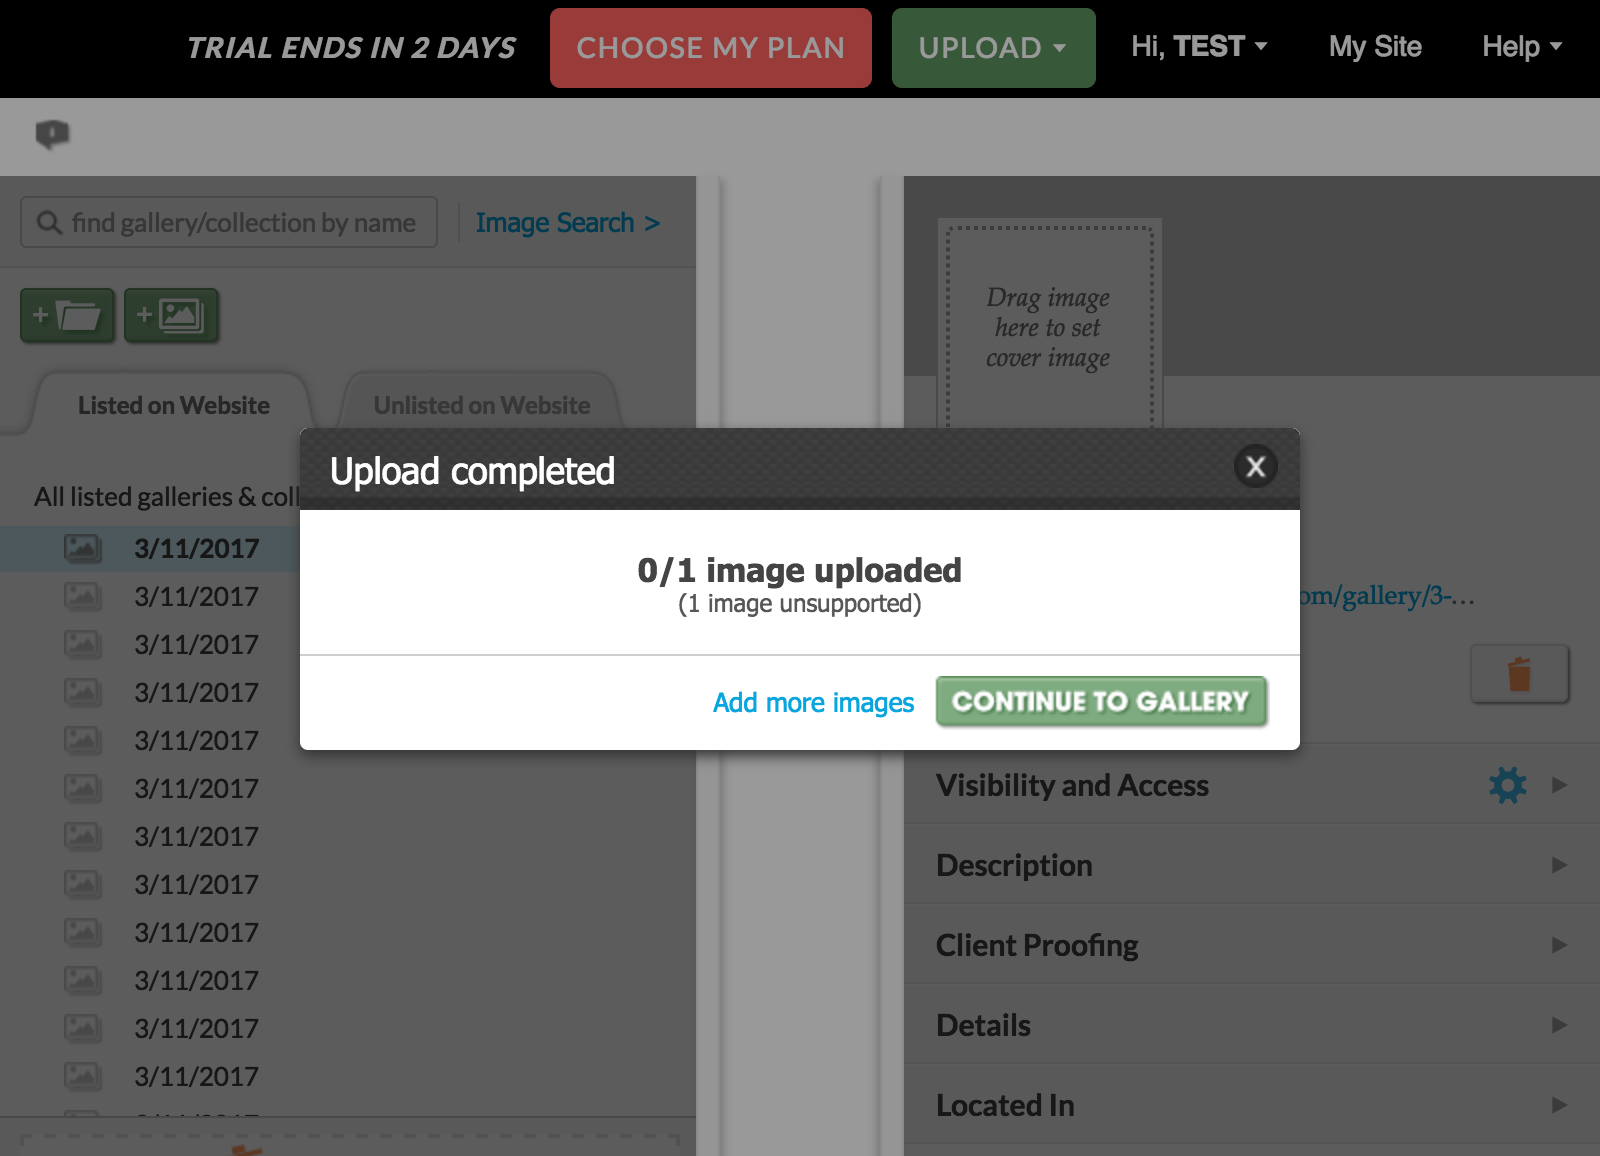 TRIAL ENDS IN 2 DAYS
CHOOSE MY PLAN
UPLOAD
Hi, TEST
My Site
Help
find gallery/collection by name
Image Search >
+
+
Listed on Website
Unlisted on Website
All listed galleries & coll
3/11/2017
3/11/2017
3/11/2017
3/11/2017
3/11/2017
3/11/2017
3/11/2017
3/11/2017
3/11/2017
3/11/2017
3/11/2017
3/11/2017
Drag image
here to set
cover image
Upload completed
X
0/1 image uploaded
(1 image unsupported)
Add more images
CONTINUE TO GALLERY
om/gallery/3-...
Visibility and Access
Description
Client Proofing
Details
Located In